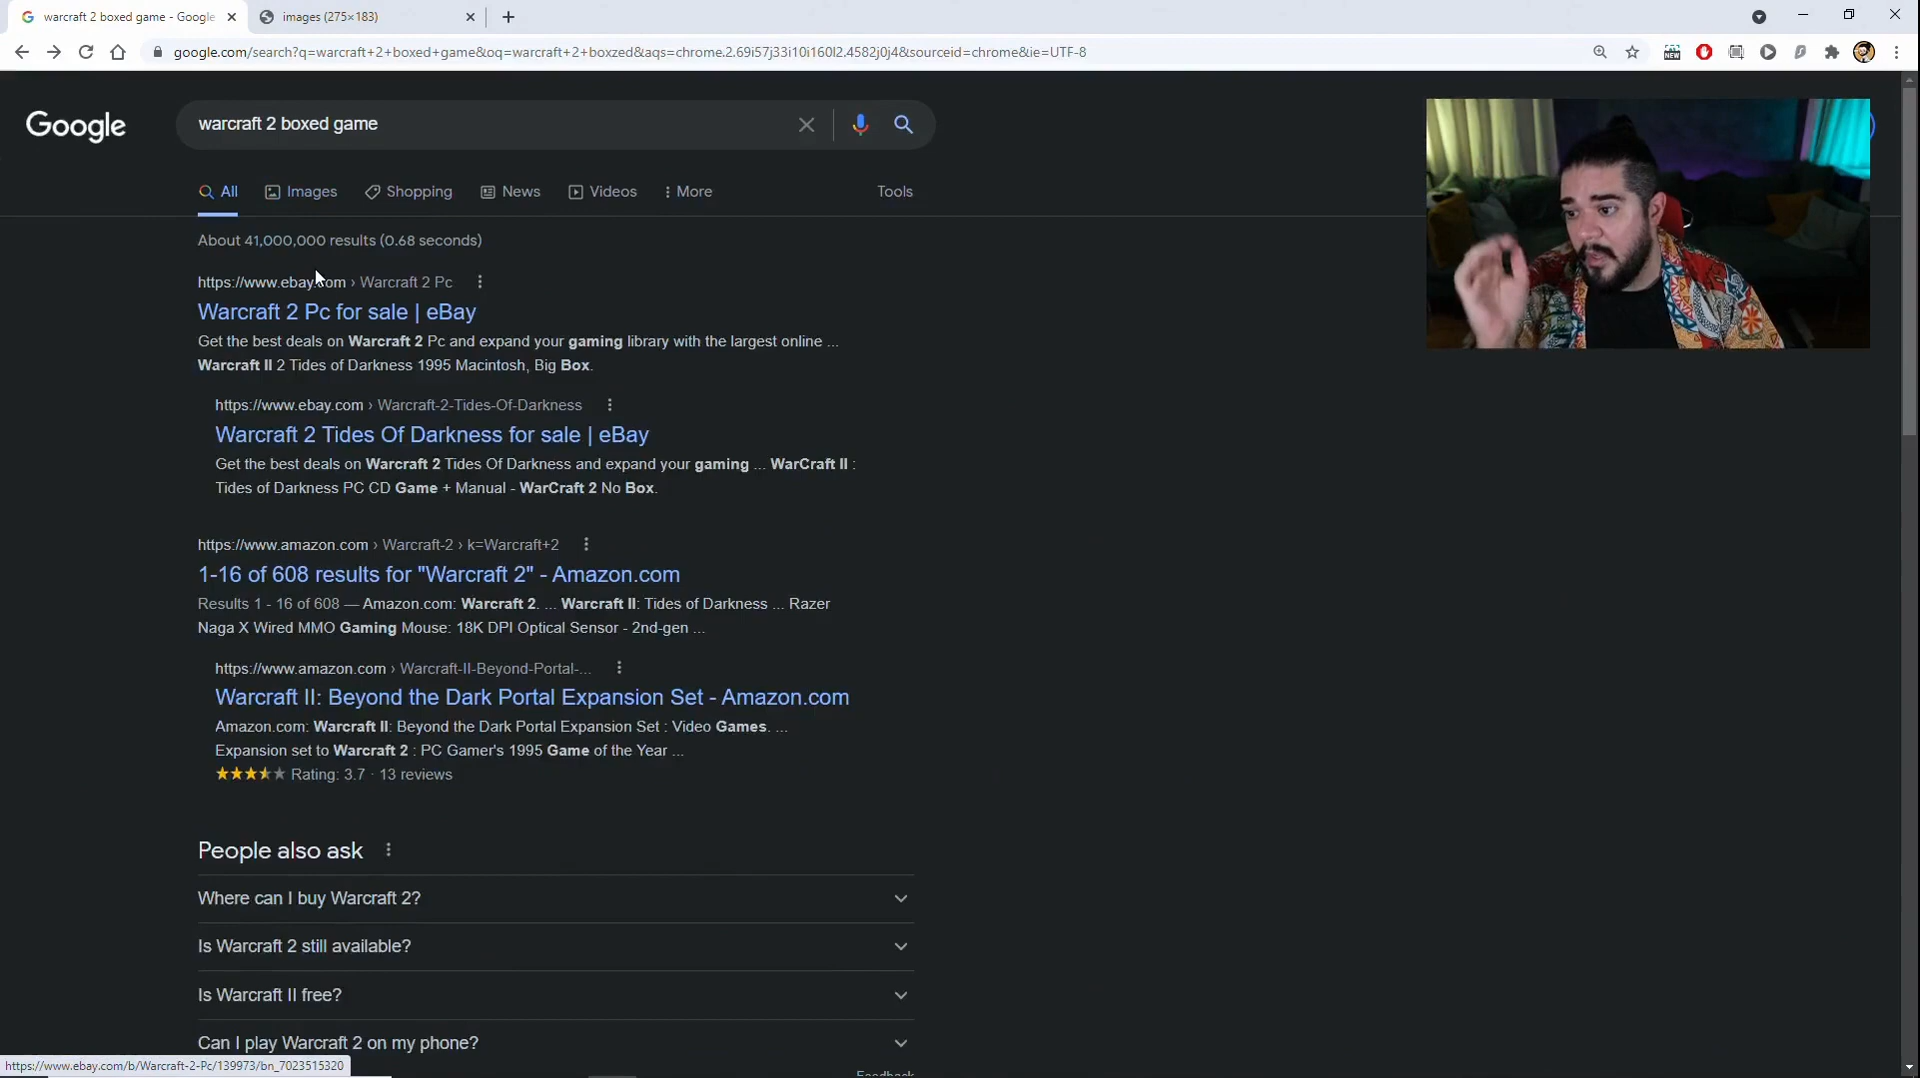 warcraft 2 boxed game - Google
images (275×183)
google.com/search?q=warcraft+2+boxed+game&oq=warcraft+2+boxzed&aqs=chrome.2.69i57j33i10i160l2.4582j0j4&sourceid=chrome&ie=UTF-8
NEW
Google
warcraft 2 boxed game
All
Images
Shopping
News
Videos
More
Tools
About 41,000,000 results (0.68 seconds)
https://www.ebay.com › Warcraft 2 Pc
Warcraft 2 Pc for sale | eBay
Get the best deals on Warcraft 2 Pc and expand your gaming library with the largest online ...
Warcraft II 2 Tides of Darkness 1995 Macintosh, Big Box.
https://www.ebay.com › Warcraft-2-Tides-Of-Darkness
Warcraft 2 Tides Of Darkness for sale | eBay
Get the best deals on Warcraft 2 Tides Of Darkness and expand your gaming ... WarCraft II :
Tides of Darkness PC CD Game + Manual - WarCraft 2 No Box.
https://www.amazon.com › Warcraft-2 › k=Warcraft+2
1-16 of 608 results for "Warcraft 2" - Amazon.com
Results 1 - 16 of 608 — Amazon.com: Warcraft 2. ... Warcraft II: Tides of Darkness ... Razer
Naga X Wired MMO Gaming Mouse: 18K DPI Optical Sensor - 2nd-gen ...
https://www.amazon.com › Warcraft-II-Beyond-Portal-...
Warcraft II: Beyond the Dark Portal Expansion Set - Amazon.com
Amazon.com: Warcraft II: Beyond the Dark Portal Expansion Set : Video Games. ...
Expansion set to Warcraft 2 : PC Gamer's 1995 Game of the Year ...
Rating: 3.7 · 13 reviews
People also ask
Where can I buy Warcraft 2?
Is Warcraft 2 still available?
Is Warcraft II free?
Can I play Warcraft 2 on my phone?
https://www.ebay.com/b/Warcraft-2-Pc/139973/bn_7023515320
Feedback